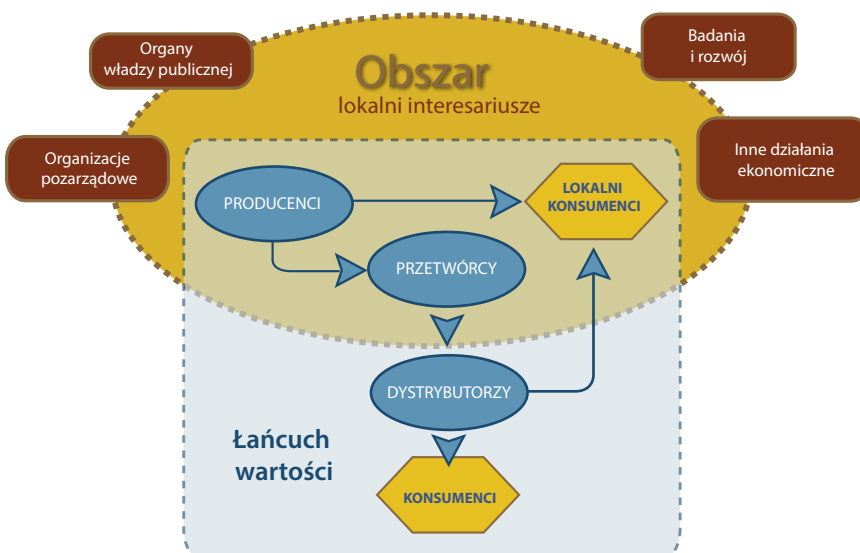 Organy
władzy publicznej
Badania
i rozwój
Obszar
lokalni interesariusze
Organizacje
pozarządowe
Inne działania
ekonomiczne
PRODUCENCI
LOKALNI
KONSUMENCI
PRZETWÓRCY
DYSTRYBUTORZY
Łańcuch
wartości
KONSUMENCI